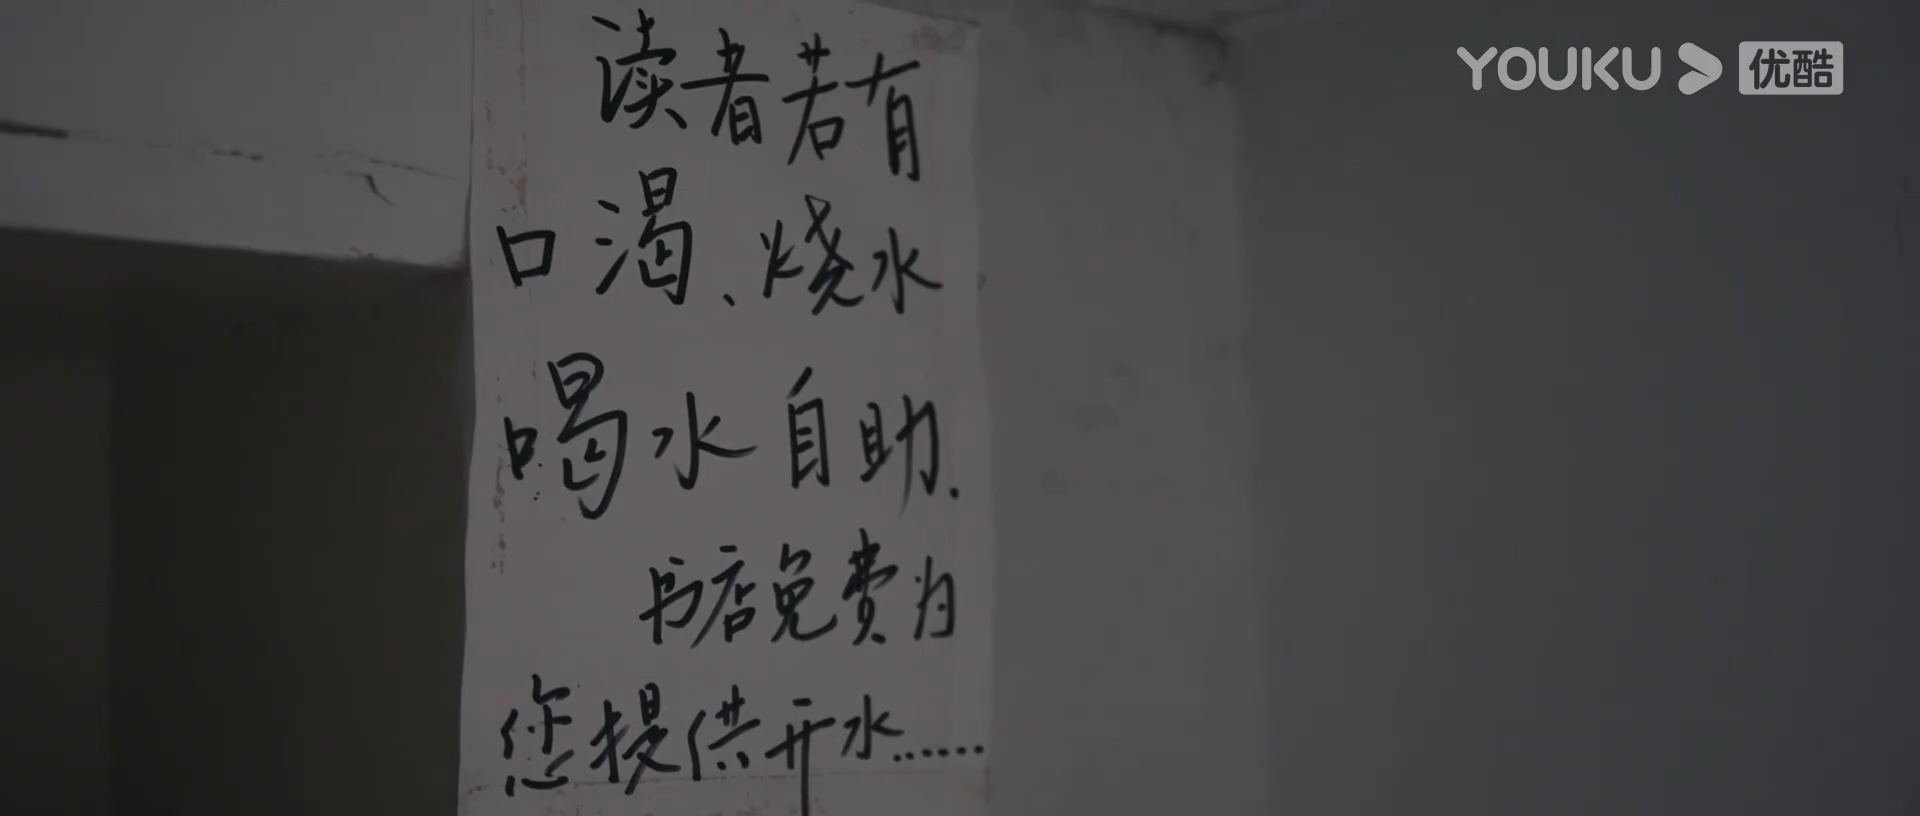 YOUKU 优酷
读者若有
口渴、烧水
喝水自助.
书店免费为
您提供开水......